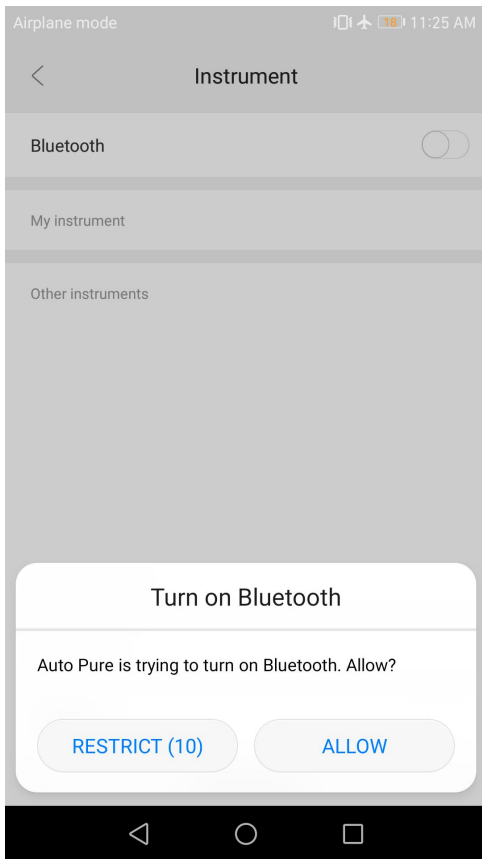 Airplane mode 18 11:25 AM
Instrument
Bluetooth
My instrument
Other instruments
Turn on Bluetooth
Auto Pure is trying to turn on Bluetooth. Allow?
RESTRICT (10) ALLOW